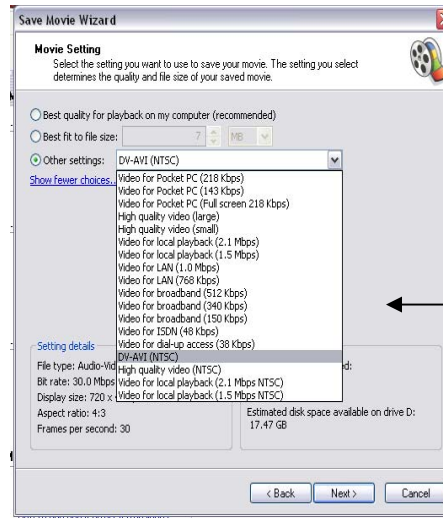 Save Movie Wizard
Movie Setting
Select the setting you want to use to save your movie. The setting you select
determines the quality and file size of your saved movie.
Best quality for playback on my computer (recommended)
Best fit to file size: 7 MB
Other settings: DV-AVI (NTSC)
Show fewer choices..
Video for Pocket PC (218 Kbps)
Video for Pocket PC (143 Kbps)
Video for Pocket PC (Full screen 218 Kbps)
High quality video (large)
High quality video (small)
Video for local playback (2.1 Mbps)
Video for local playback (1.5 Mbps)
Video for LAN (1.0 Mbps)
Video for LAN (768 Kbps)
Video for broadband (512 Kbps)
Video for broadband (340 Kbps)
Video for broadband (150 Kbps)
Video for ISDN (48 Kbps)
Video for dial-up access (38 Kbps)
DV-AVI (NTSC)
High quality video (NTSC)
Video for local playback (2.1 Mbps NTSC)
Video for local playback (1.5 Mbps NTSC)
Setting details
File type: Audio-Vid
Bit rate: 30.0 Mbps
Display size: 720 x
Aspect ratio: 4:3
Frames per second: 30
ed:
Estimated disk space available on drive D:
17.47 GB
< Back Next > Cancel